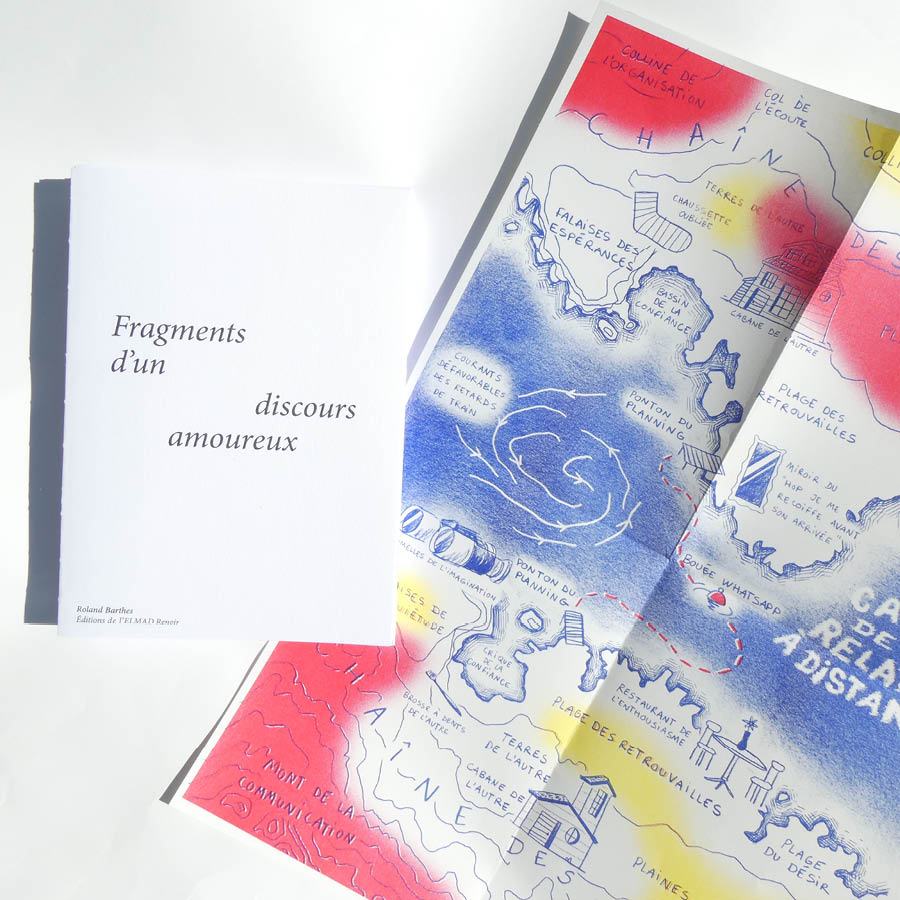 Fragments
d'un
discours
amoureux
Roland Barthes
Éditions de l'ELMAD Renoir
COLLINE DE
L'ORGANISATION
COL DE
L'ÉCOUTE
CHAÎNE
DES
TERRES DE L'AUTRE
CHAUSSETTE
OUBLIÉE
FALAISES DES
ESPÉRANCES
BASSIN
DE LA
CONFIANCE
CABANE DE L'AUTRE
COURANTS
DÉFAVORABLES
DES RETARDS
DE TRAIN
PONTON DU
PLANNING
PLAGE DES
RETROUVAILLES
MIROIR DU
"HOP JE ME
RECOIFFE AVANT
SON ARRIVÉE"
DE L'IMAGINATION
PONTON DU
PLANNING
BOUÉE WHATSAPP
CA
DE
RELA
A DISTAN
CRIQUE
DE LA
CONFIANCE
BROSSE À DENTS
DE L'AUTRE
RESTAURANT DE
L'ENTHOUSIASME
PLAGE DES RETROUVAILLES
TERRES
DE L'AUTRE
CABANE DE
L'AUTRE
CHAÎNE
DES
MONT DE LA
COMMUNICATION
PLAGE
DU DÉSIR
PLAINES